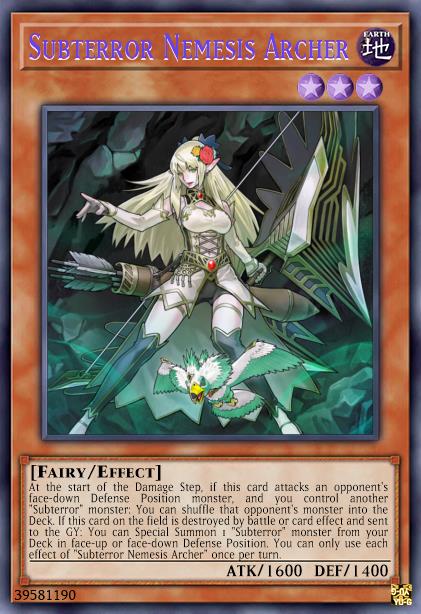 Subterror Nemesis Archer
EARTH
地
[Fairy/Effect]
At the start of the Damage Step, if this card attacks an opponent's
face-down Defense Position monster, and you control another
"Subterror" monster: You can shuffle that opponent's monster into the
Deck. If this card on the field is destroyed by battle or card effect and sent
to the GY: You can Special Summon 1 "Subterror" monster from your
Deck in face-up or face-down Defense Position. You can only use each
effect of "Subterror Nemesis Archer" once per turn.
ATK/1600 DEF/1400
39581190